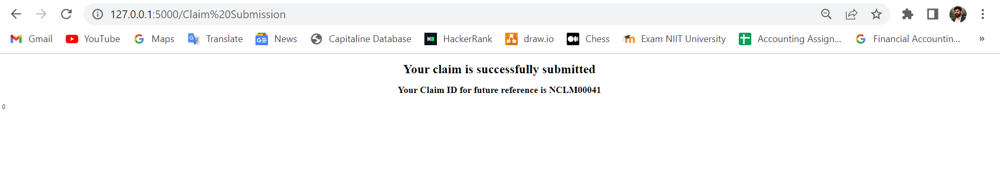 127.0.0.1:5000/Claim%20Submission
Gmail YouTube Maps Translate News Capitaline Database HackerRank draw.io Chess Exam NIIT University Accounting Assign... Financial Accountin... »
Your claim is successfully submitted
Your Claim ID for future reference is NCLM00041
0